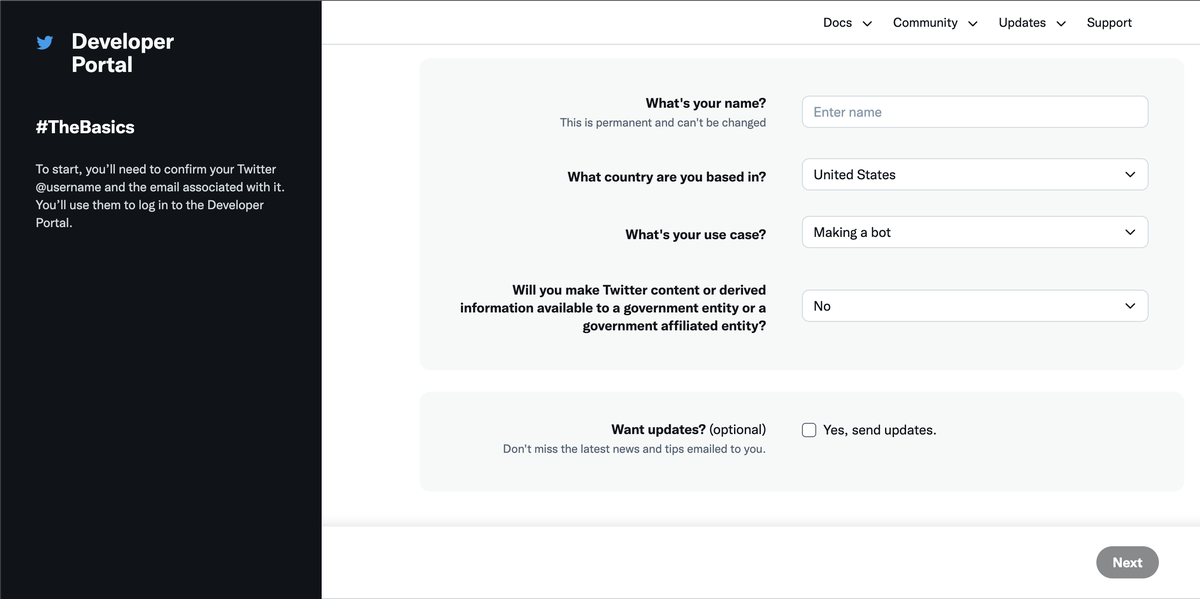 Developer
Portal
#TheBasics
To start, you’ll need to confirm your Twitter
@username and the email associated with it.
You’ll use them to log in to the Developer
Portal.
Docs
Community
Updates
Support
What's your name?
Enter name
This is permanent and can't be changed
What country are you based in?
United States
What's your use case?
Making a bot
Will you make Twitter content or derived
information available to a government entity or a
government affiliated entity?
No
Want updates? (optional)
Yes, send updates.
Don't miss the latest news and tips emailed to you.
Next